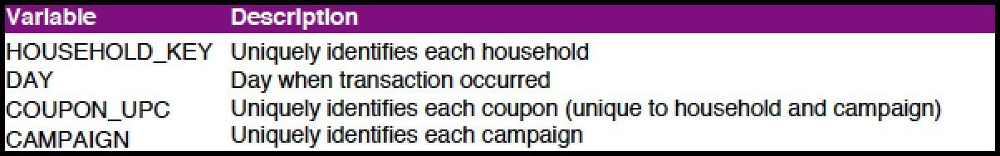 Variable Description
HOUSEHOLD_KEY Uniquely identifies each household
DAY Day when transaction occurred
COUPON_UPC Uniquely identifies each coupon (unique to household and campaign)
CAMPAIGN Uniquely identifies each campaign